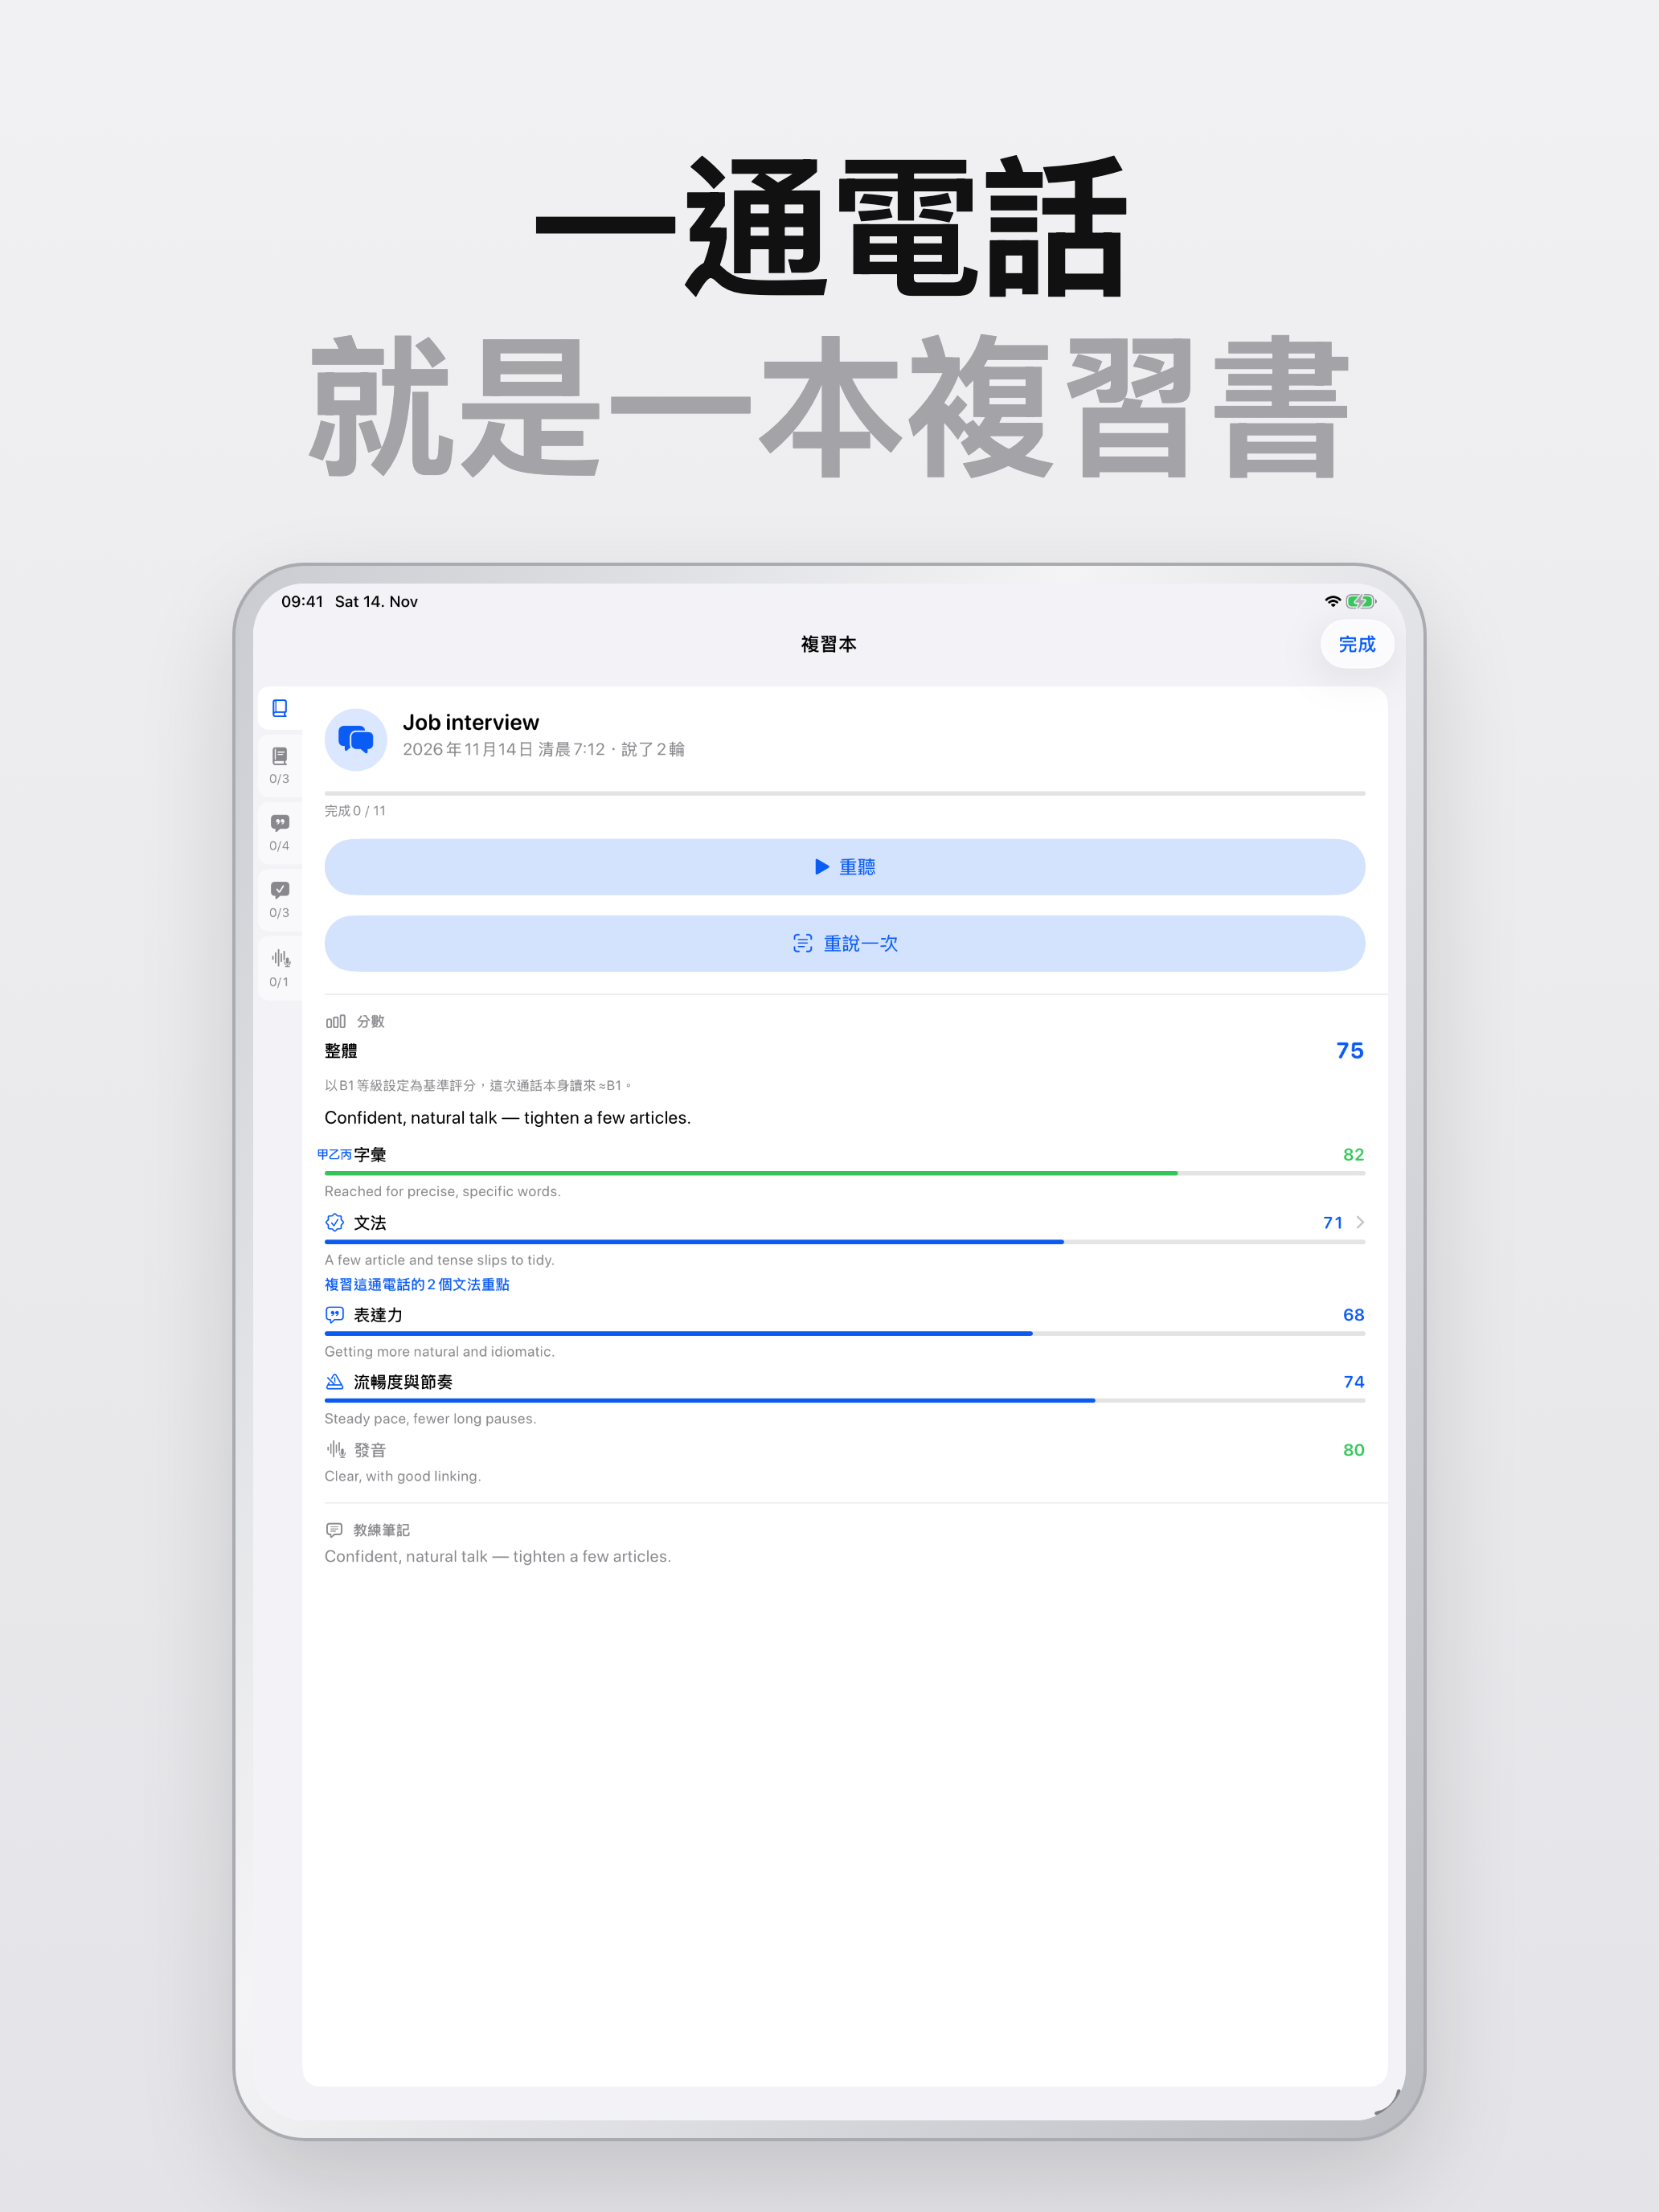 一通電話
就是一本複習書
09:41 Sat 14. Nov
複習本
完成
Job interview
2026年11月14日 清晨7:12 · 說了2輪
0/3
完成0 / 11
0/4
重聽
0/3
重說一次
0/1
分數
整體 75
以B1等級設定為基準評分，這次通話本身讀來≈B1。
Confident, natural talk — tighten a few articles.
甲乙丙 字彙 82
Reached for precise, specific words.
文法 71
A few article and tense slips to tidy.
複習這通電話的2個文法重點
表達力 68
Getting more natural and idiomatic.
流暢度與節奏 74
Steady pace, fewer long pauses.
發音 80
Clear, with good linking.
教練筆記
Confident, natural talk — tighten a few articles.